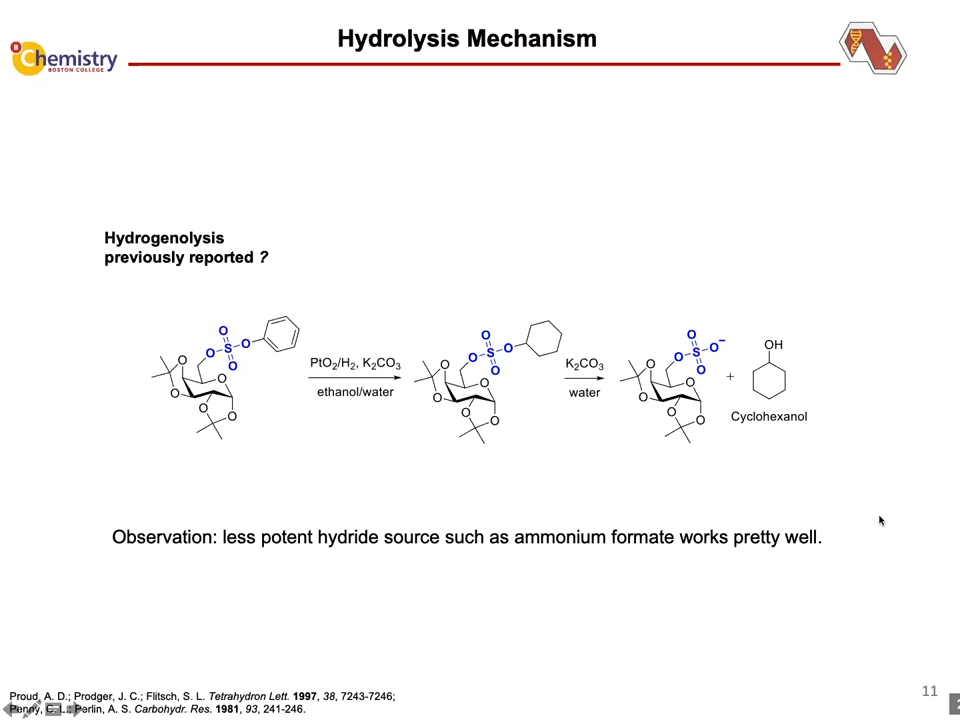 Hydrolysis Mechanism
B
Chemistry
BOSTON COLLEGE
Hydrogenolysis
previously reported ?
O
O S O
O
O
O
O
O
O
PtO₂/H₂, K₂CO₃
ethanol/water
O
O S O
O
O
O
O
O
O
K₂CO₃
water
O
O S O⁻
O
O
O
O
O
O
+
OH
Cyclohexanol
Observation: less potent hydride source such as ammonium formate works pretty well.
Proud, A. D.; Prodger, J. C.; Flitsch, S. L. Tetrahedron Lett. 1997, 38, 7243-7246;
Penny, C. L.; Perlin, A. S. Carbohydr. Res. 1981, 93, 241-246.
11